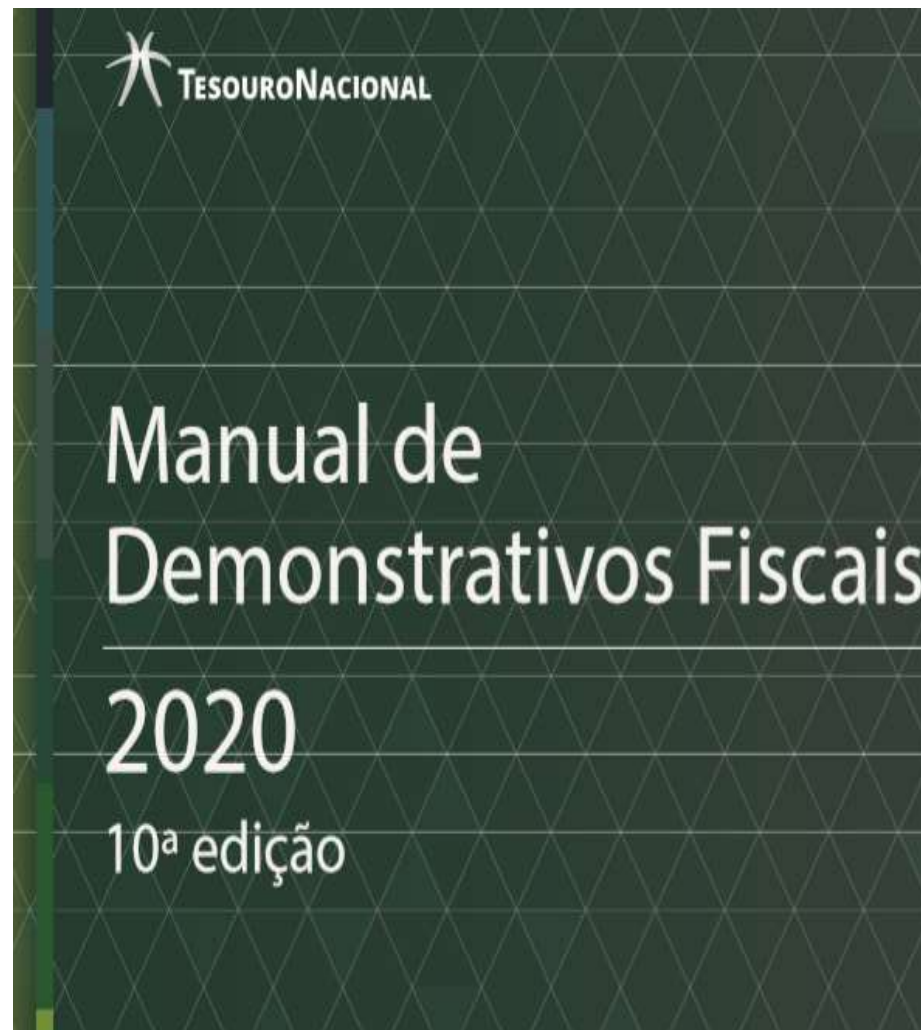 TESOURONACIONAL
Manual de
Demonstrativos Fiscais
2020
10ª edição